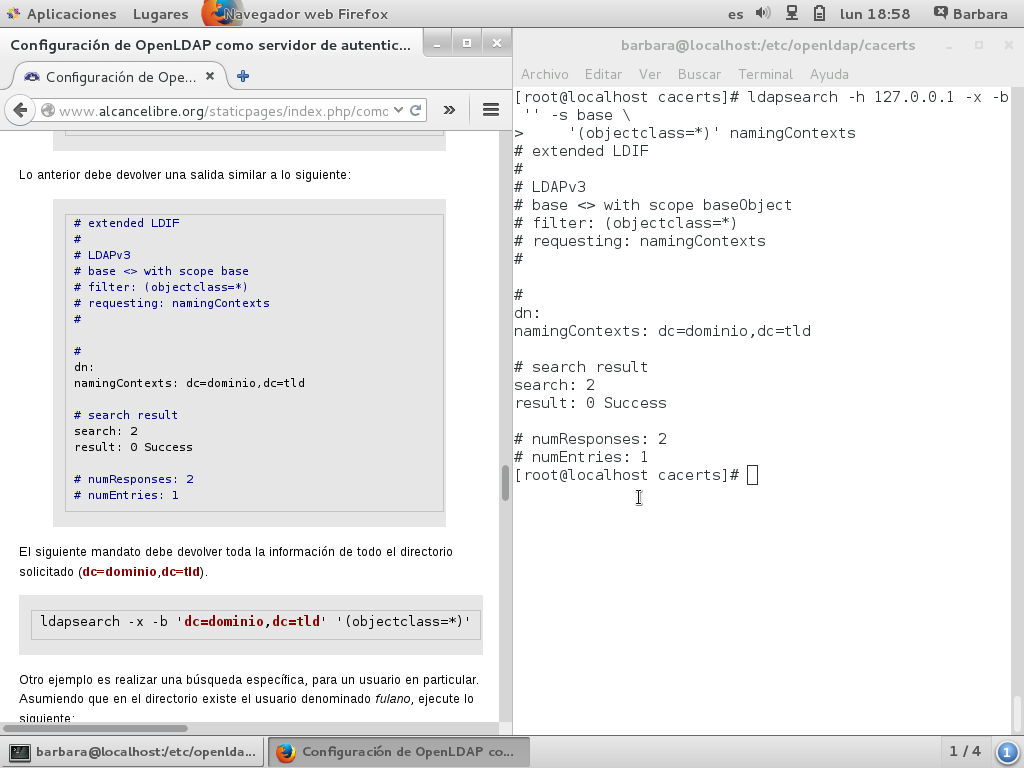 Aplicaciones Lugares Navegador web Firefox es lun 18:58 Barbara
Configuración de OpenLDAP como servidor de autentic...
Configuración de Ope...
www.alcancelibre.org/staticpages/index.php/como
Lo anterior debe devolver una salida similar a lo siguiente:
# extended LDIF
#
# LDAPv3
# base <> with scope base
# filter: (objectclass=*)
# requesting: namingContexts
#
#
dn:
namingContexts: dc=dominio,dc=tld
# search result
search: 2
result: 0 Success
# numResponses: 2
# numEntries: 1
El siguiente mandato debe devolver toda la información de todo el directorio
solicitado (dc=dominio,dc=tld).
ldapsearch -x -b 'dc=dominio,dc=tld' '(objectclass=*)'
Otro ejemplo es realizar una búsqueda específica, para un usuario en particular.
Asumiendo que en el directorio existe el usuario denominado fulano, ejecute lo
siguiente:
barbara@localhost:/etc/openldap/cacerts
Archivo Editar Ver Buscar Terminal Ayuda
[root@localhost cacerts]# ldapsearch -h 127.0.0.1 -x -b
'' -s base \
> '(objectclass=*)' namingContexts
# extended LDIF
#
# LDAPv3
# base <> with scope baseObject
# filter: (objectclass=*)
# requesting: namingContexts
#
#
dn:
namingContexts: dc=dominio,dc=tld
# search result
search: 2
result: 0 Success
# numResponses: 2
# numEntries: 1
[root@localhost cacerts]#
barbara@localhost:/etc/openlda... Configuración de OpenLDAP co... 1 / 4 1